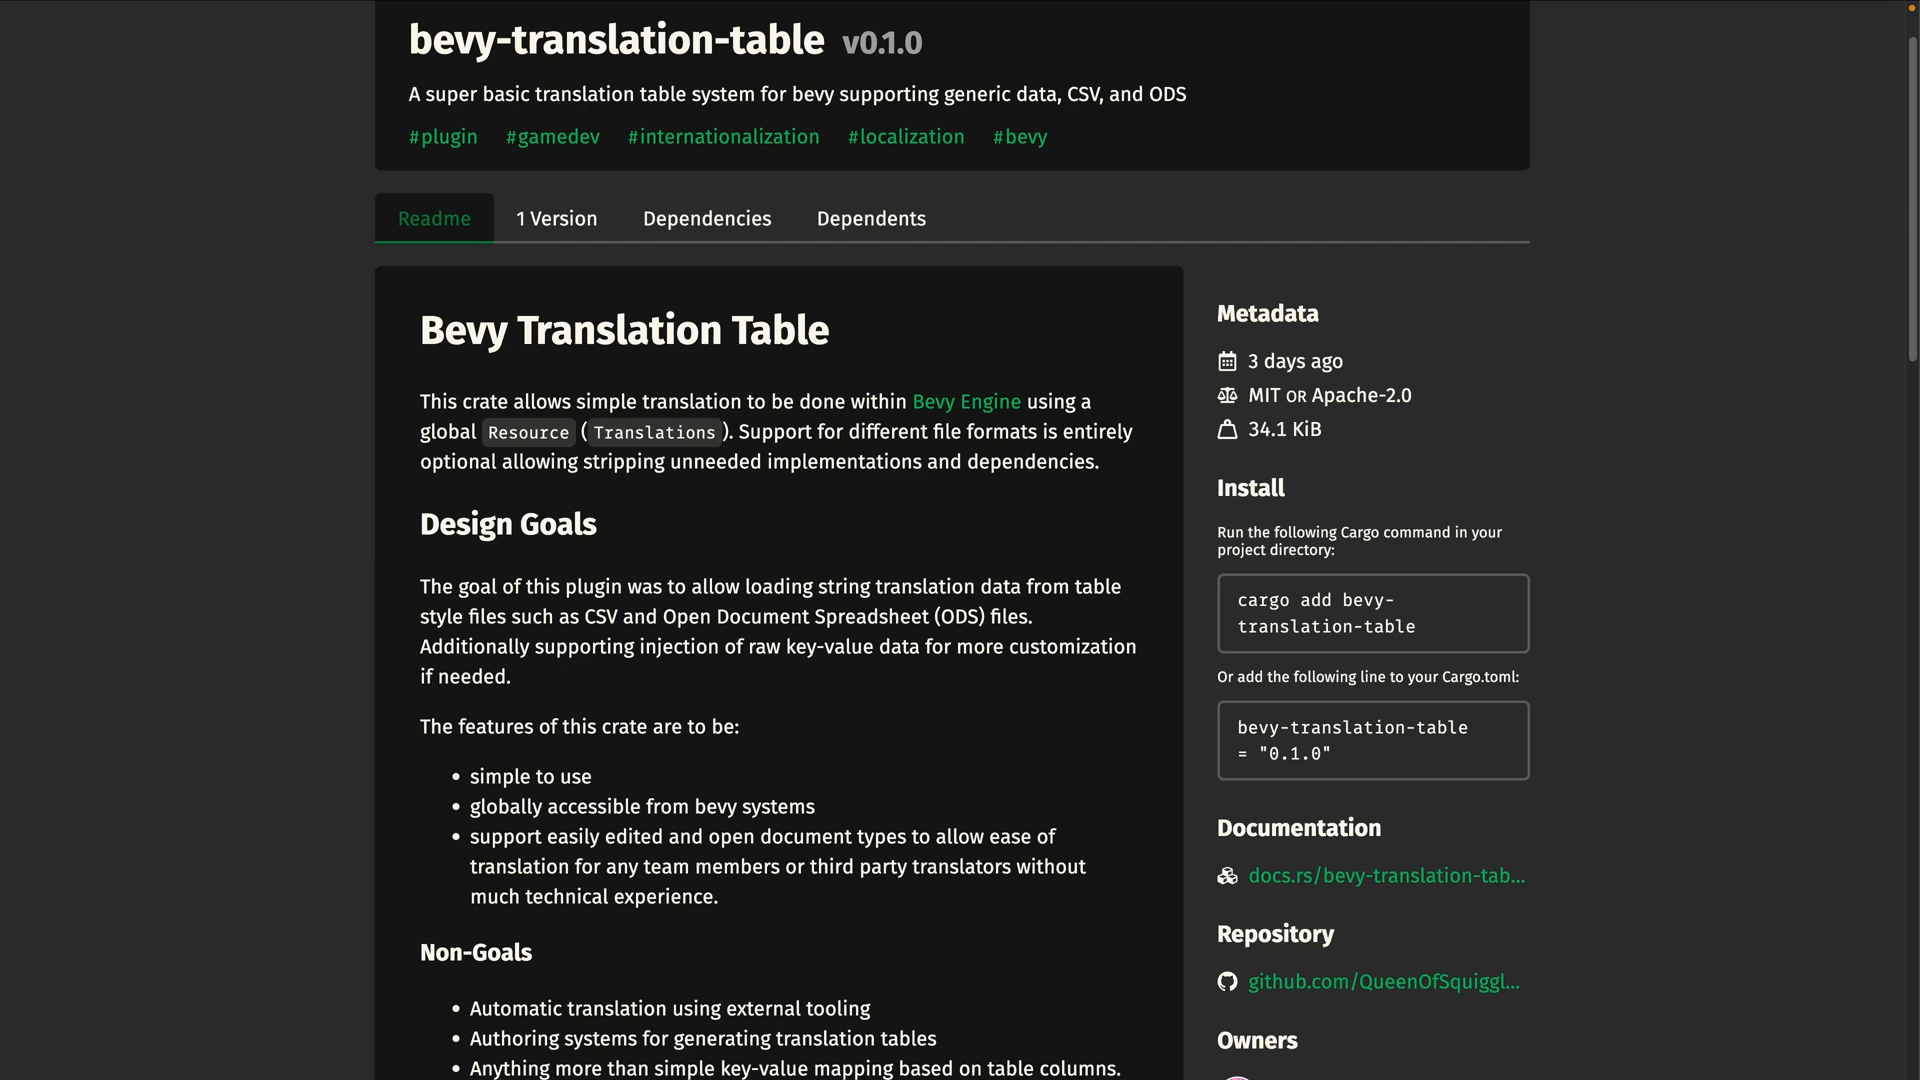 bevy-translation-table v0.1.0
A super basic translation table system for bevy supporting generic data, CSV, and ODS
#plugin #gamedev #internationalization #localization #bevy
Readme 1 Version Dependencies Dependents
Bevy Translation Table
This crate allows simple translation to be done within Bevy Engine using a
global Resource (Translations). Support for different file formats is entirely
optional allowing stripping unneeded implementations and dependencies.
Design Goals
The goal of this plugin was to allow loading string translation data from table
style files such as CSV and Open Document Spreadsheet (ODS) files.
Additionally supporting injection of raw key-value data for more customization
if needed.
The features of this crate are to be:
• simple to use
• globally accessible from bevy systems
• support easily edited and open document types to allow ease of
translation for any team members or third party translators without
much technical experience.
Non-Goals
• Automatic translation using external tooling
• Authoring systems for generating translation tables
• Anything more than simple key-value mapping based on table columns.
Metadata
3 days ago
MIT OR Apache-2.0
34.1 KiB
Install
Run the following Cargo command in your
project directory:
cargo add bevy-
translation-table
Or add the following line to your Cargo.toml:
bevy-translation-table
= "0.1.0"
Documentation
docs.rs/bevy-translation-tab...
Repository
github.com/QueenOfSquiggl...
Owners